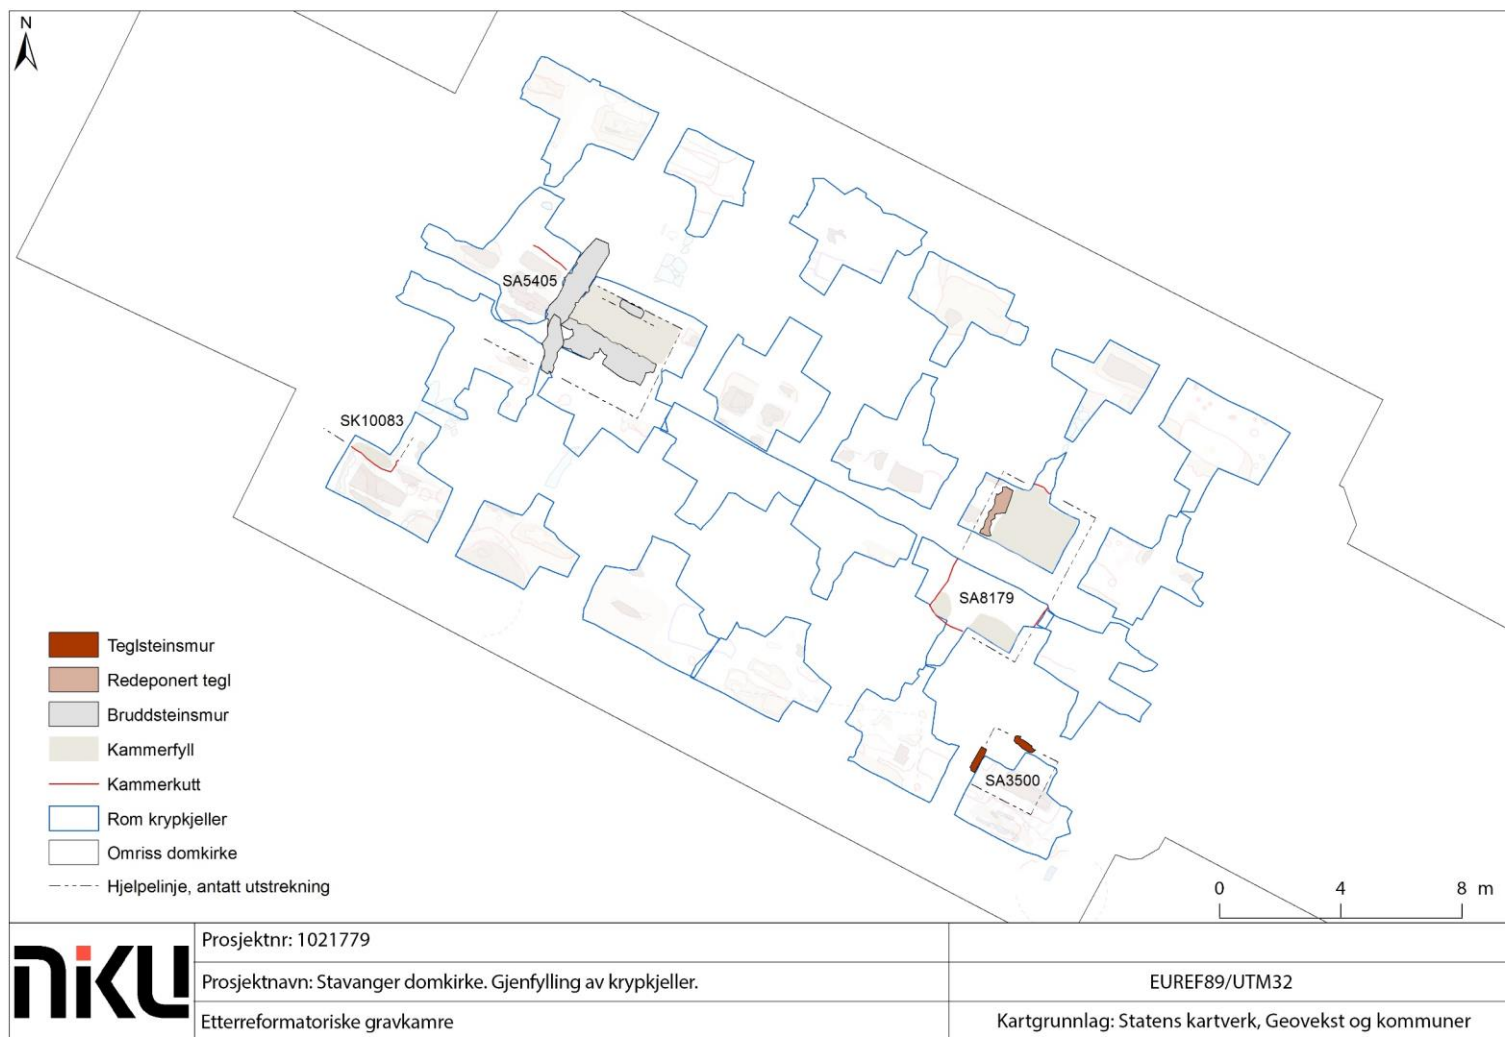 N
SA5405
SK10083
SA8179
SA3500
Teglsteinsmur
Redeponert tegl
Bruddsteinsmur
Kammerfyll
Kammerkutt
Rom krypkjeller
Omriss domkirke
Hjelpelinje, antatt utstrekning
0 4 8 m
niku
Prosjektnr: 1021779
Prosjektnavn: Stavanger domkirke. Gjenfylling av krypkjeller.
EUREF89/UTM32
Etterreformatoriske gravkamre
Kartgrunnlag: Statens kartverk, Geovekst og kommuner